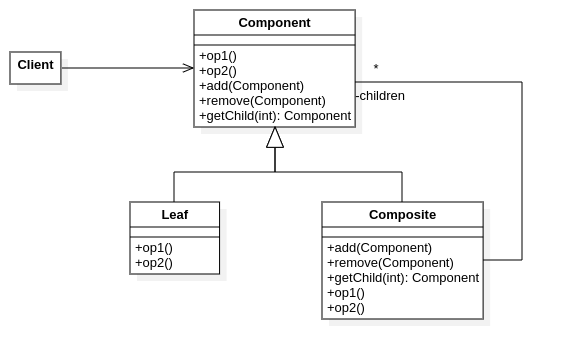 Component
+op1()
+op2()
+add(Component)
+remove(Component)
+getChild(int): Component
Client
*
-children
Leaf
+op1()
+op2()
Composite
+add(Component)
+remove(Component)
+getChild(int): Component
+op1()
+op2()